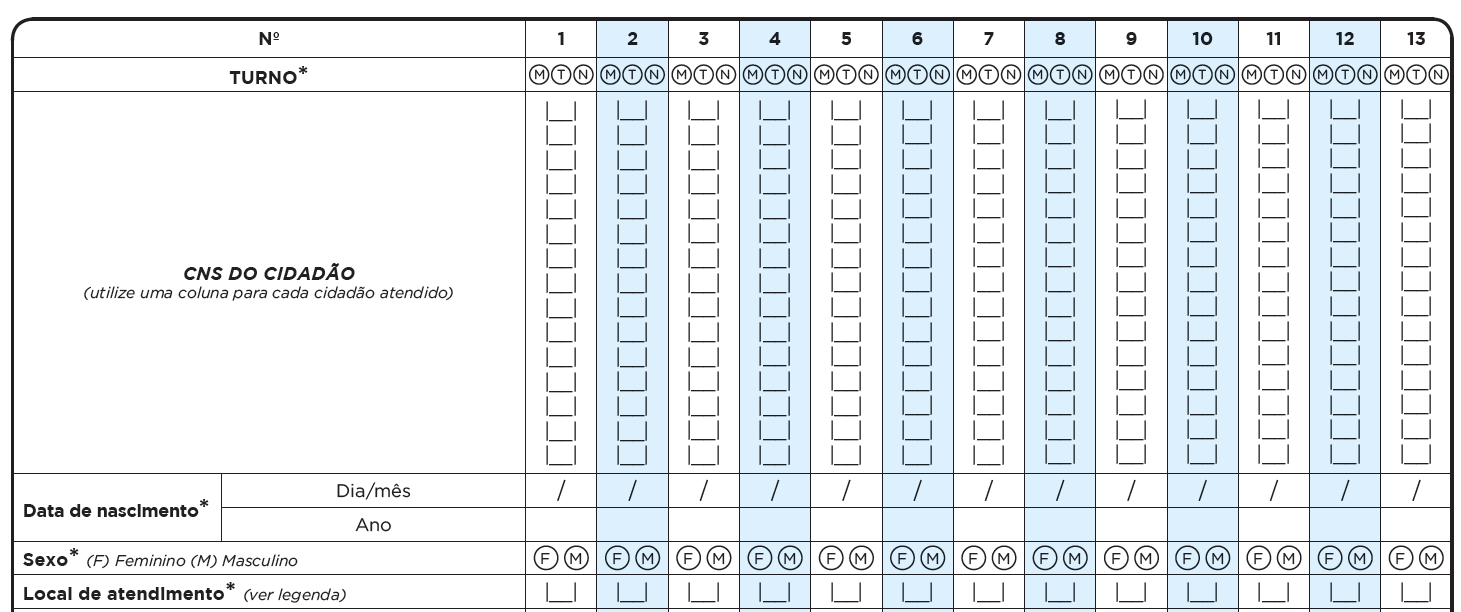 Nº 1 2 3 4 5 6 7 8 9 10 11 12 13
TURNO* M T N M T N M T N M T N M T N M T N M T N M T N M T N M T N M T N M T N M T N
CNS DO CIDADÃO
(utilize uma coluna para cada cidadão atendido)
Data de nascimento* Dia/mês / / / / / / / / / / / / /
Ano
Sexo* (F) Feminino (M) Masculino F M F M F M F M F M F M F M F M F M F M F M F M F M
Local de atendimento* (ver legenda)